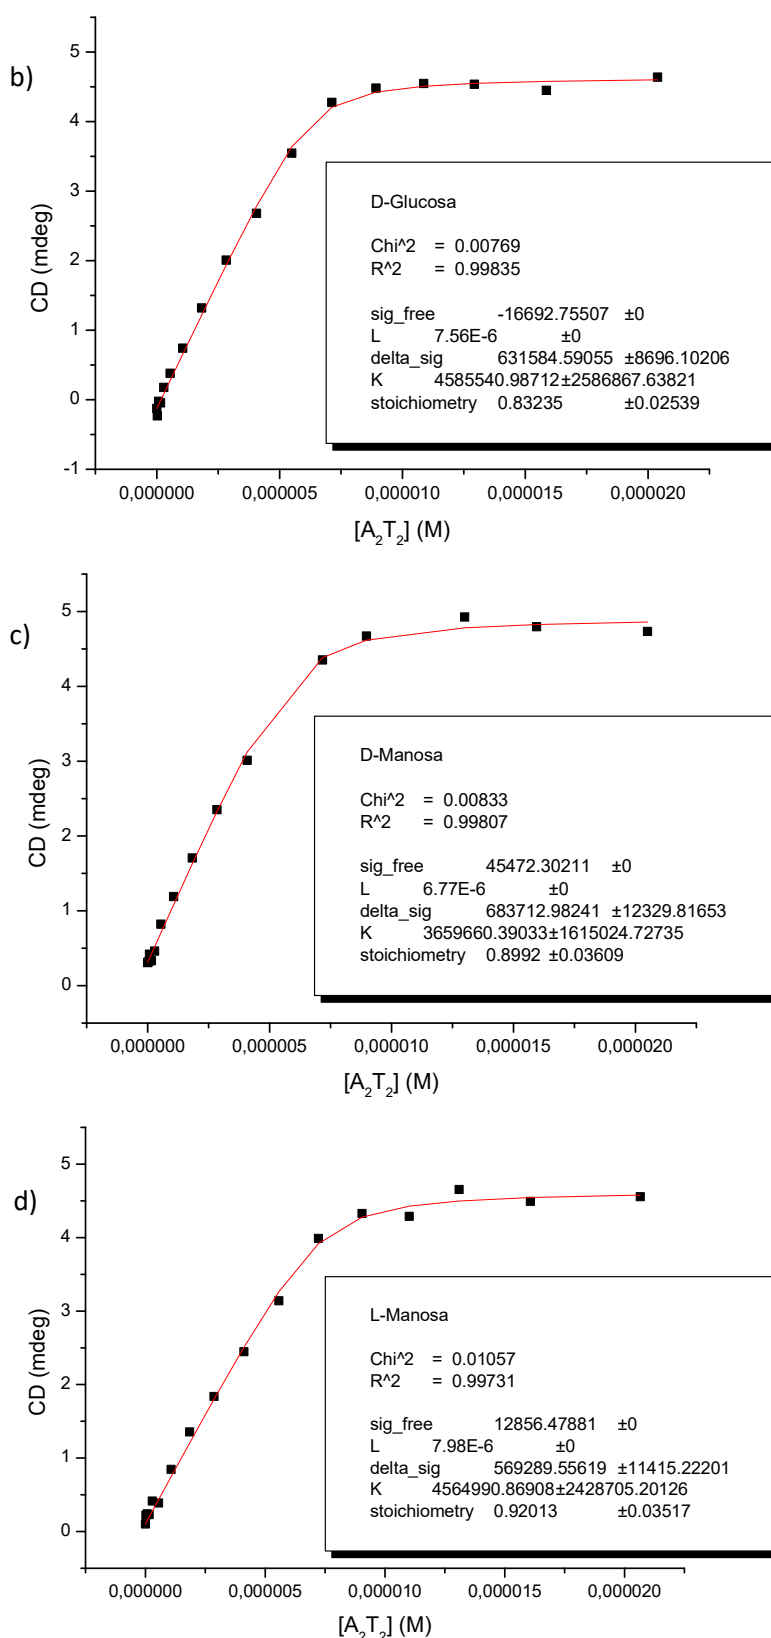 b)
CD (mdeg)
5
4
3
2
1
0
-1
D-Glucosa
Chi^2 = 0.00769
R^2 = 0.99835
sig_free -16692.75507 ±0
L 7.56E-6 ±0
delta_sig 631584.59055 ±8696.10206
K 4585540.98712±2586867.63821
stoichiometry 0.83235 ±0.02539
0,000000 0,000005 0,000010 0,000015 0,000020
[A₂T₂] (M)
c)
CD (mdeg)
5
4
3
2
1
0
D-Manosa
Chi^2 = 0.00833
R^2 = 0.99807
sig_free 45472.30211 ±0
L 6.77E-6 ±0
delta_sig 683712.98241 ±12329.81653
K 3659660.39033±1615024.72735
stoichiometry 0.8992 ±0.03609
0,000000 0,000005 0,000010 0,000015 0,000020
[A₂T₂] (M)
d)
CD (mdeg)
5
4
3
2
1
0
L-Manosa
Chi^2 = 0.01057
R^2 = 0.99731
sig_free 12856.47881 ±0
L 7.98E-6 ±0
delta_sig 569289.55619 ±11415.22201
K 4564990.86908±2428705.20126
stoichiometry 0.92013 ±0.03517
0,000000 0,000005 0,000010 0,000015 0,000020
[A₂T₂] (M)